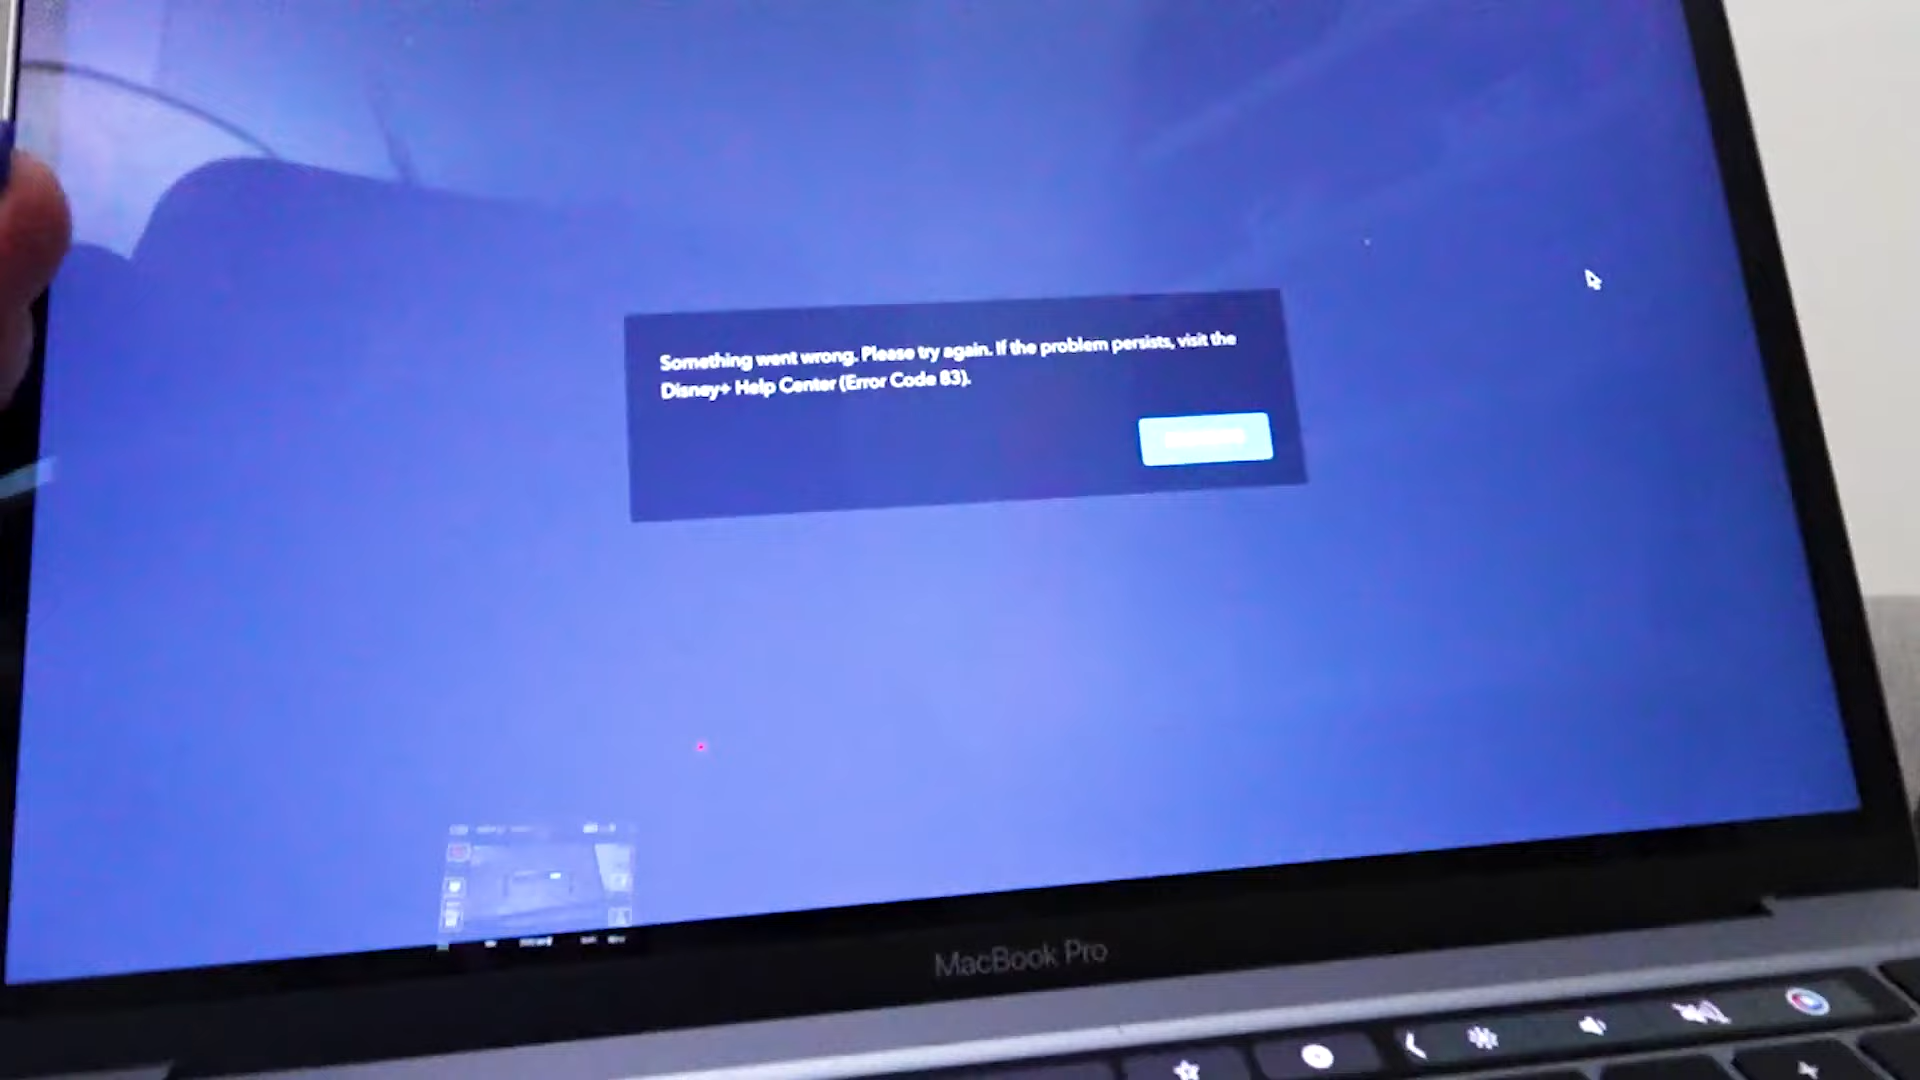 Something went wrong. Please try again. If the problem persists, visit the
Disney+ Help Center (Error Code 83).
MacBook Pro